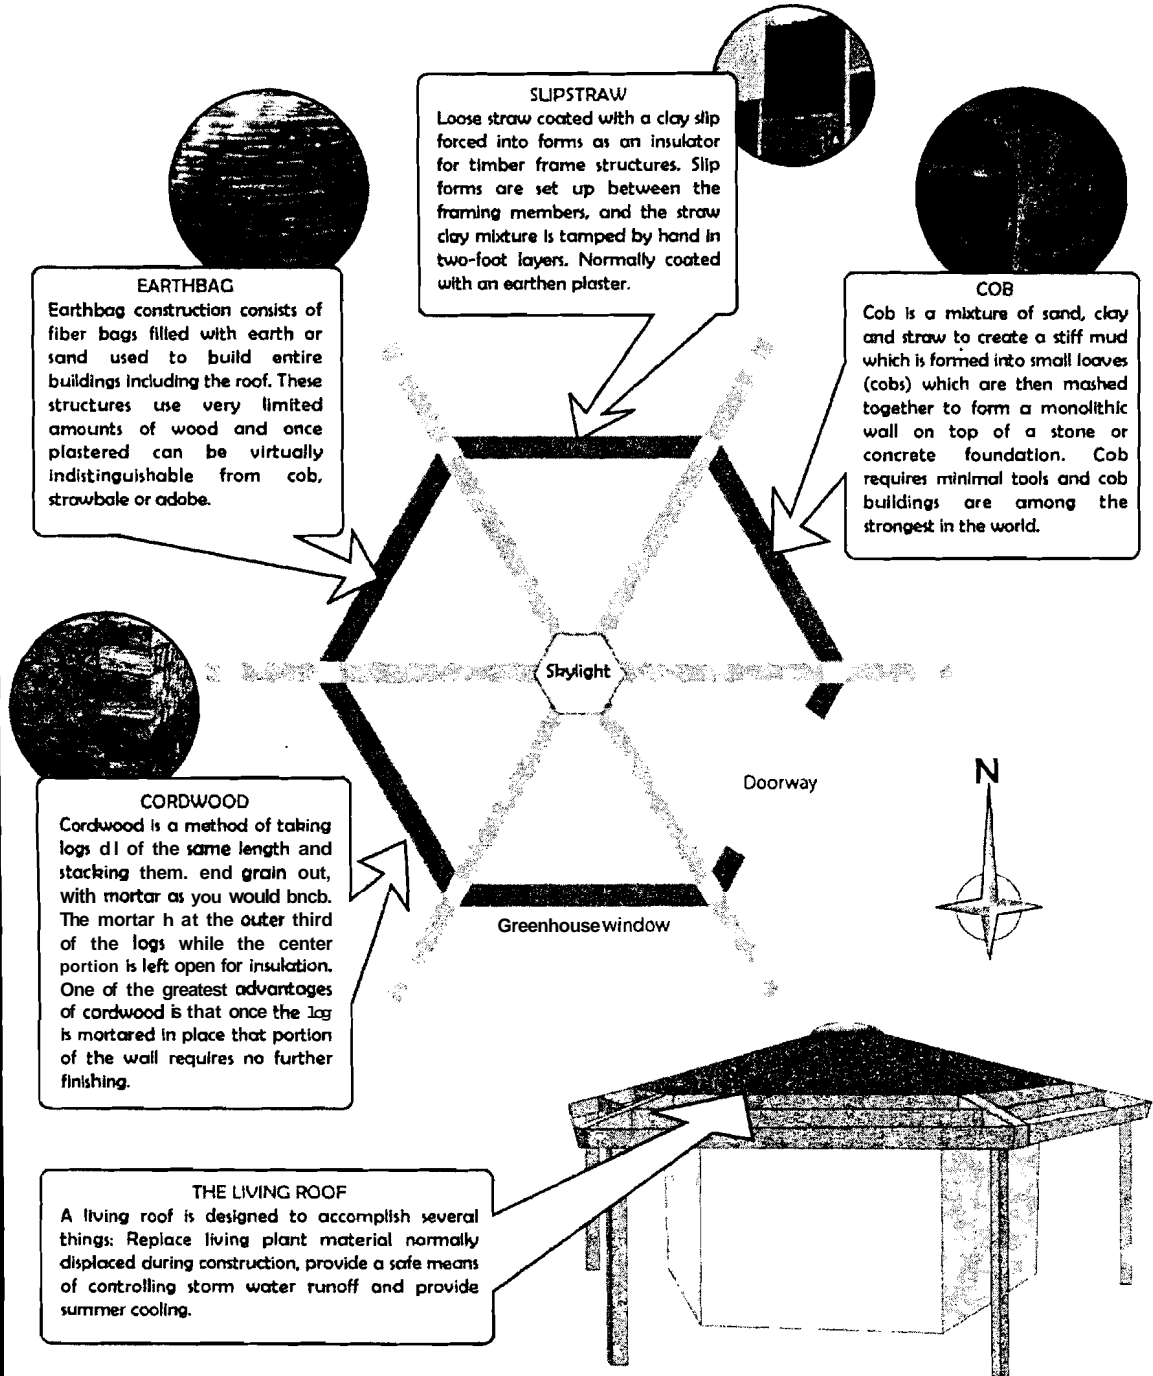 SLIPSTRAW
Loose straw coated with a clay slip
forced into forms as an insulator
for timber frame structures. Slip
forms are set up between the
framing members, and the straw
clay mixture is tamped by hand in
two-foot layers. Normally coated
with an earthen plaster.
EARTHBAG
Earthbag construction consists of
fiber bags filled with earth or
sand used to build entire
buildings including the roof. These
structures use very limited
amounts of wood and once
plastered can be virtually
indistinguishable from cob,
strawbale or adobe.
COB
Cob is a mixture of sand, clay
and straw to create a stiff mud
which is formed into small loaves
(cobs) which are then mashed
together to form a monolithic
wall on top of a stone or
concrete foundation. Cob
requires minimal tools and cob
buildings are among the
strongest in the world.
Skylight
Doorway
N
Greenhouse window
CORDWOOD
Cordwood is a method of taking
logs dl of the same length and
stacking them. end grain out,
with mortar as you would bncb.
The mortar h at the outer third
of the logs while the center
portion is left open for insulation.
One of the greatest advantages
of cordwood is that once the log
is mortared in place that portion
of the wall requires no further
finishing.
THE LIVING ROOF
A living roof is designed to accomplish several
things: Replace living plant material normally
displaced during construction, provide a safe means
of controlling storm water runoff and provide
summer cooling.